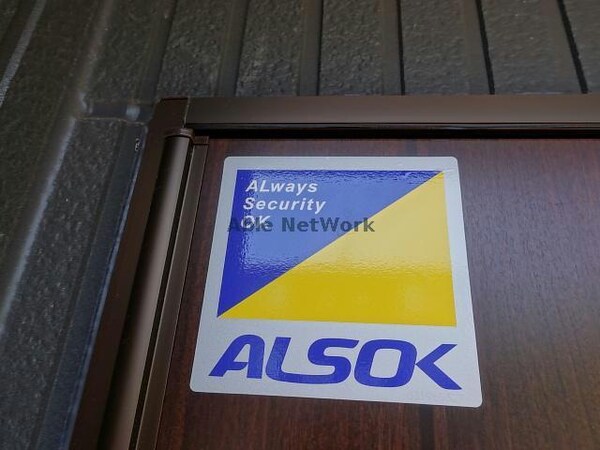 ALways
Security
OK
Able NetWork
ALSOK